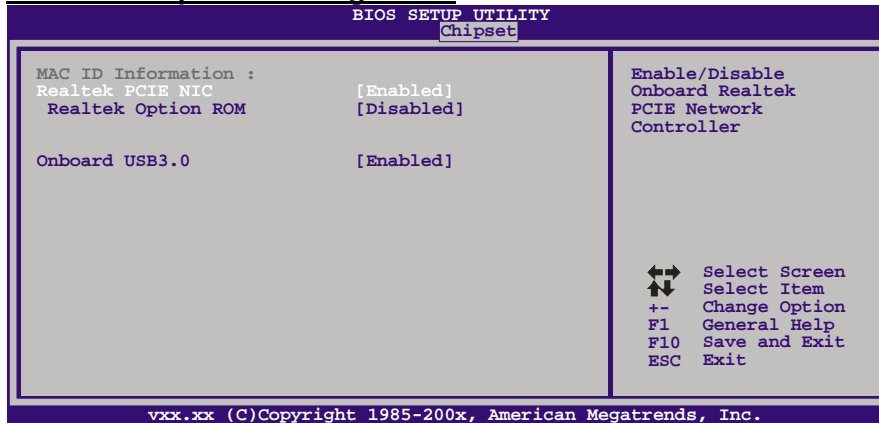 BIOS SETUP UTILITY
Chipset
MAC ID Information :
Realtek PCIE NIC [Enabled]
Realtek Option ROM [Disabled]
Onboard USB3.0 [Enabled]
Enable/Disable
Onboard Realtek
PCIE Network
Controller
Select Screen
Select Item
+- Change Option
F1 General Help
F10 Save and Exit
ESC Exit
vxx.xx (C)Copyright 1985-200x, American Megatrends, Inc.